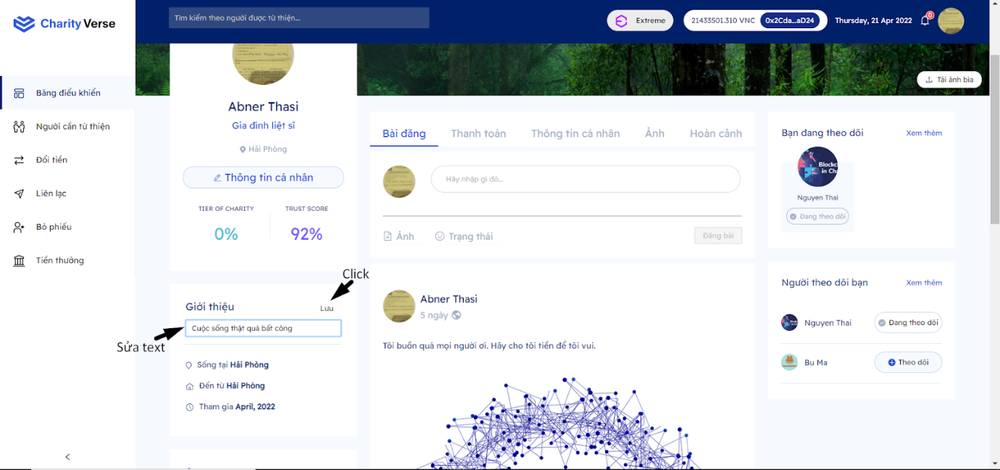 Charity Verse
Tìm kiếm theo người được từ thiện...
Extreme
21433501.310 VNC
0x2Cda...aD24
Thursday, 21 Apr 2022
0
Bảng điều khiển
Người cần từ thiện
Đổi tiền
Liên lạc
Bỏ phiếu
Tiền thưởng
Tải ảnh bìa
Abner Thasi
Gia đình liệt sĩ
Hải Phòng
Thông tin cá nhân
TIER OF CHARITY
TRUST SCORE
0%
92%
Click
Giới thiệu
Lưu
Cuộc sống thật quá bất công
Sửa text
Sống tại Hải Phòng
Đến từ Hải Phòng
Tham gia April, 2022
Bài đăng
Thanh toán
Thông tin cá nhân
Ảnh
Hoàn cảnh
Hãy nhập gì đó...
Ảnh
Trạng thái
Đăng bài
Abner Thasi
5 ngày
Tôi buồn quá mọi người ơi. Hãy cho tôi tiền để tôi vui.
Bạn đang theo dõi
Xem thêm
Blockc
in Cha
Nguyen Thai
Đang theo dõi
Người theo dõi bạn
Xem thêm
Nguyen Thai
Đang theo dõi
Bu Ma
Theo dõi